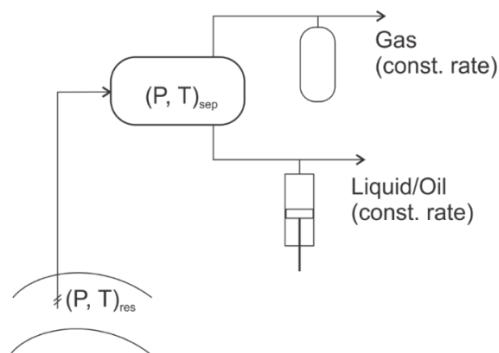 Gas
(const. rate)
(P, T)sep
Liquid/Oil
(const. rate)
(P, T)res